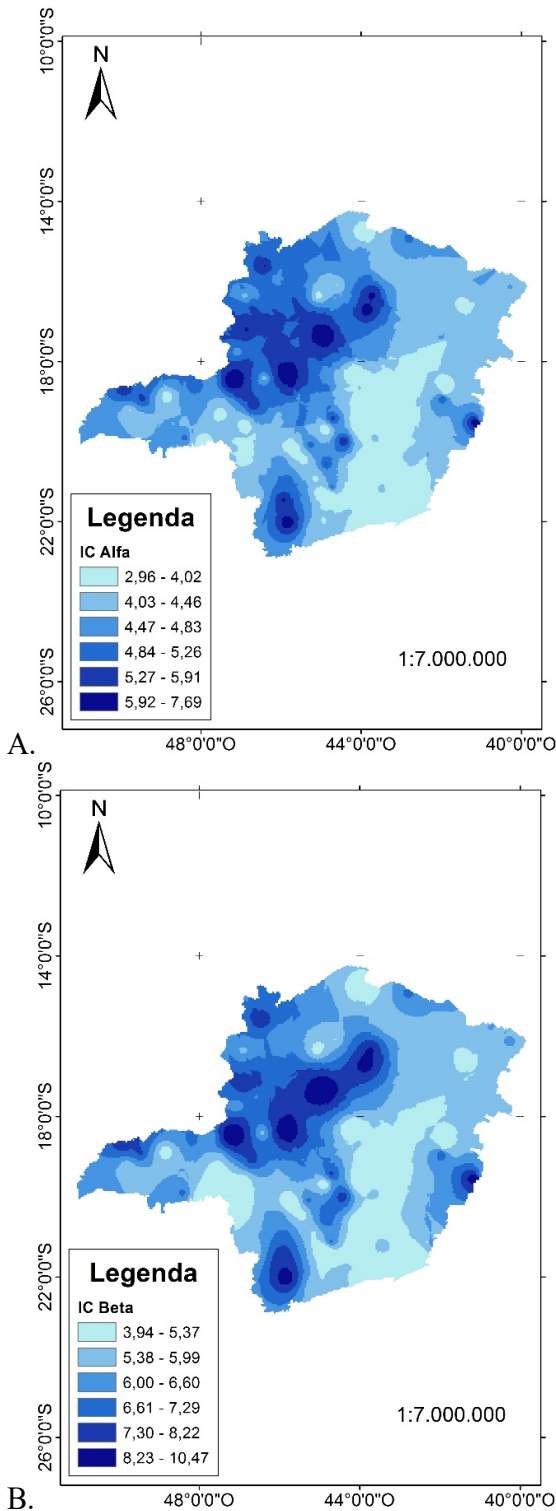 N
10°0'0"S
14°0'0"S
18°0'0"S
22°0'0"S
26°0'0"S
Legenda
IC Alfa
2,96 - 4,02
4,03 - 4,46
4,47 - 4,83
4,84 - 5,26
5,27 - 5,91
5,92 - 7,69
1:7.000.000
48°0'0"O
44°0'0"O
40°0'0"O
A.
N
10°0'0"S
14°0'0"S
18°0'0"S
22°0'0"S
26°0'0"S
Legenda
IC Beta
3,94 - 5,37
5,38 - 5,99
6,00 - 6,60
6,61 - 7,29
7,30 - 8,22
8,23 - 10,47
1:7.000.000
48°0'0"O
44°0'0"O
40°0'0"O
B.